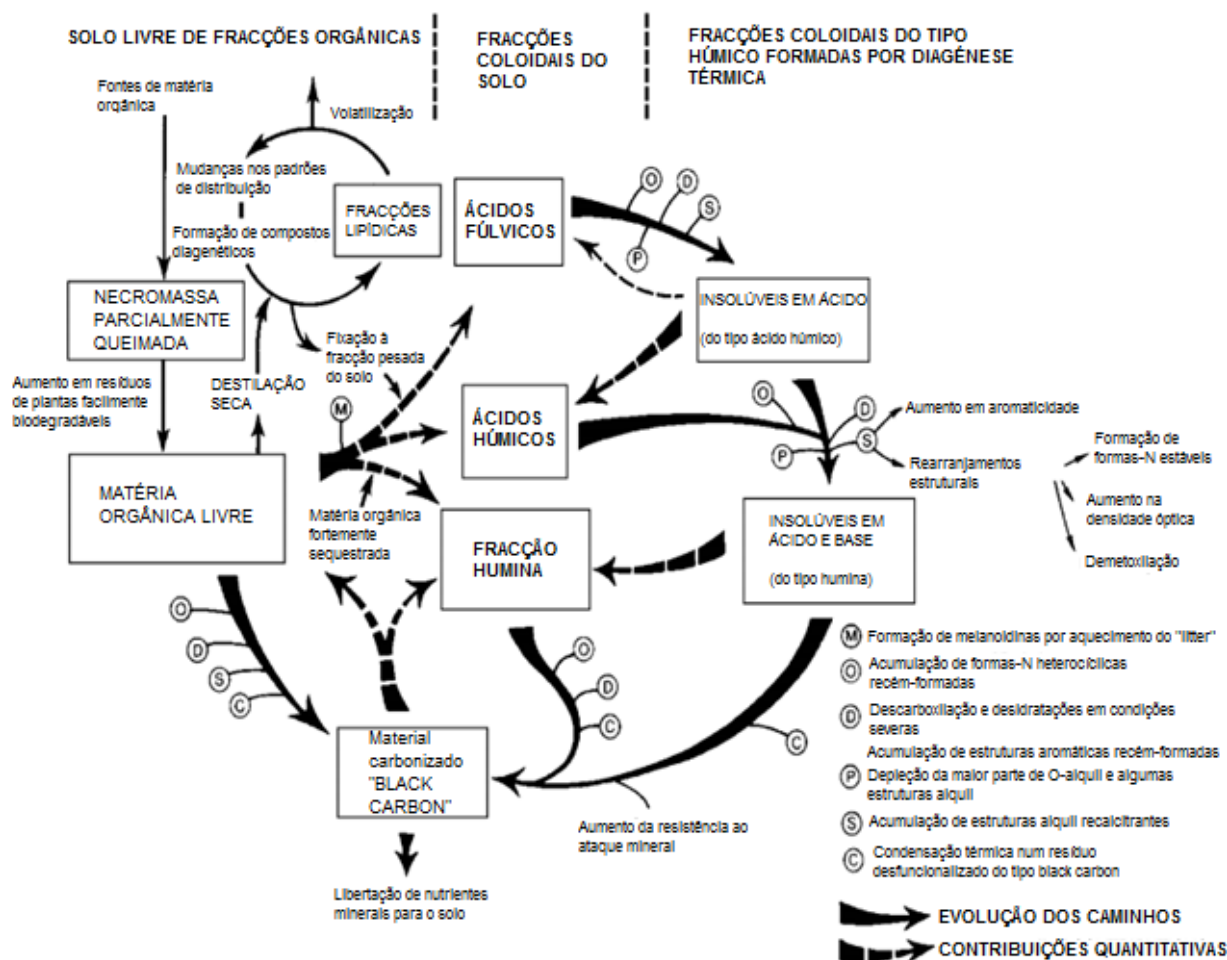 SOLO LIVRE DE FRACÇÕES ORGÂNICAS
FRACÇÕES
COLOIDAIS DO
SOLO
FRACÇÕES COLOIDAIS DO TIPO
HÚMICO FORMADAS POR DIAGÉNESE
TÉRMICA
Fontes de matéria
orgânica
Volatilização
Mudanças nos padrões
de distribuição
Formação de compostos
diagenéticos
FRACÇÕES
LIPÍDICAS
ÁCIDOS
FÚLVICOS
O
D
S
P
INSOLÚVEIS EM ÁCIDO
(do tipo ácido húmico)
NECROMASSA
PARCIALMENTE
QUEIMADA
Fixação à
fracção pesada
do solo
Aumento em resíduos
de plantas facilmente
biodegradáveis
DESTILAÇÃO
SECA
M
ÁCIDOS
HÚMICOS
O
D
S
P
Aumento em aromaticidade
Rearranjamentos
estruturais
Formação de
formas-N estáveis
Aumento na
densidade óptica
Demetoxilação
MATÉRIA
ORGÂNICA LIVRE
Matéria orgânica
fortemente
sequestrada
FRACÇÃO
HUMINA
INSOLÚVEIS EM
ÁCIDO E BASE
(do tipo humina)
O
D
S
C
O
D
C
C
Material
carbonizado
"BLACK
CARBON"
Aumento da resistência ao
ataque mineral
Libertação de nutrientes
minerais para o solo
M Formação de melanoidinas por aquecimento do "litter"
O Acumulação de formas-N heterocíclicas
recém-formadas
D Descarboxilação e desidratações em condições
severas
Acumulação de estruturas aromáticas recém-formadas
P Depleção da maior parte de O-alquil e algumas
estruturas alquil
S Acumulação de estruturas alquil recalcitrantes
C Condensação térmica num resíduo
desfuncionalizado do tipo black carbon
EVOLUÇÃO DOS CAMINHOS
CONTRIBUIÇÕES QUANTITATIVAS